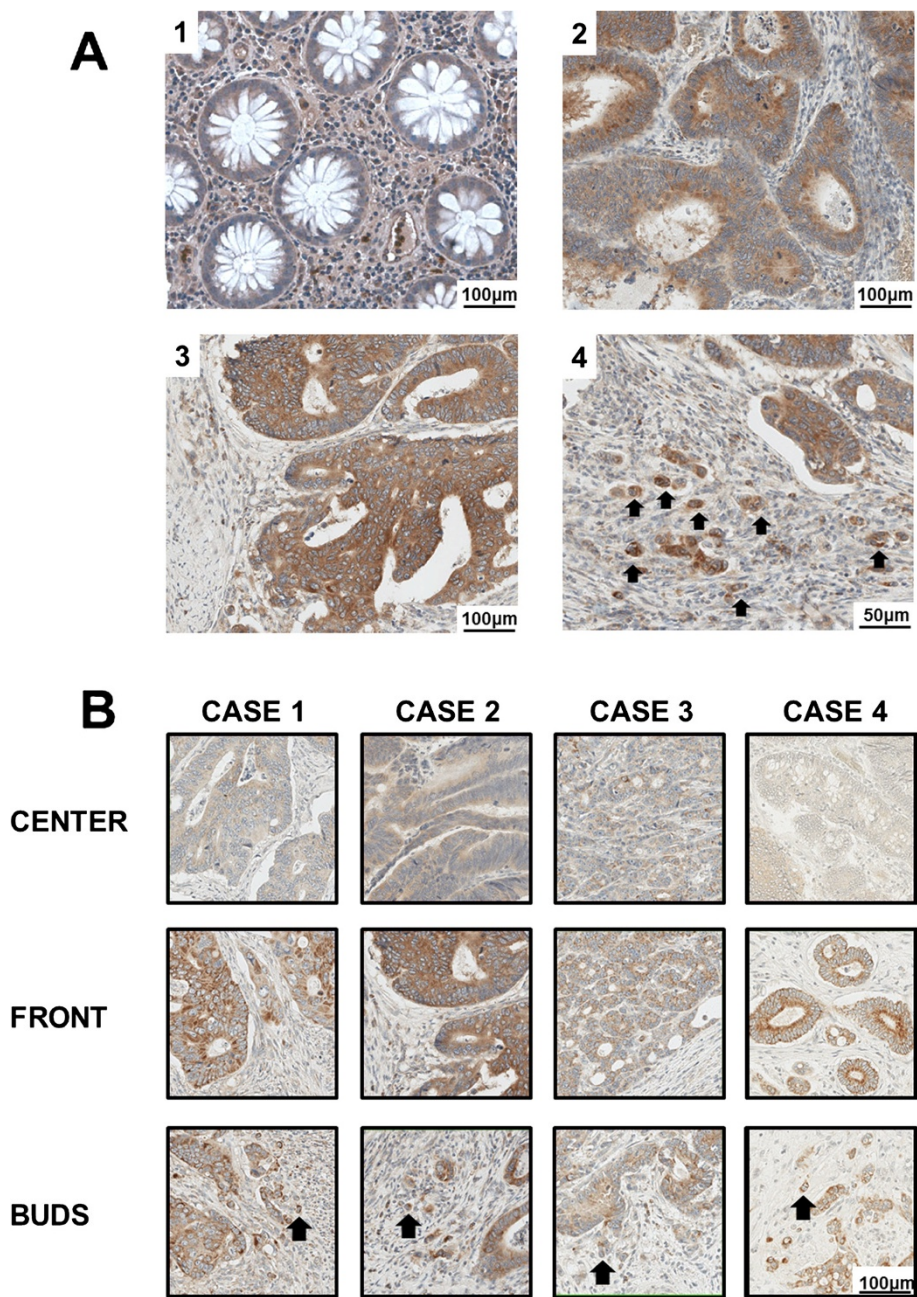 A
1
2
100µm
100µm
3
4
100µm
50µm
B
CASE 1
CASE 2
CASE 3
CASE 4
CENTER
FRONT
BUDS
100µm